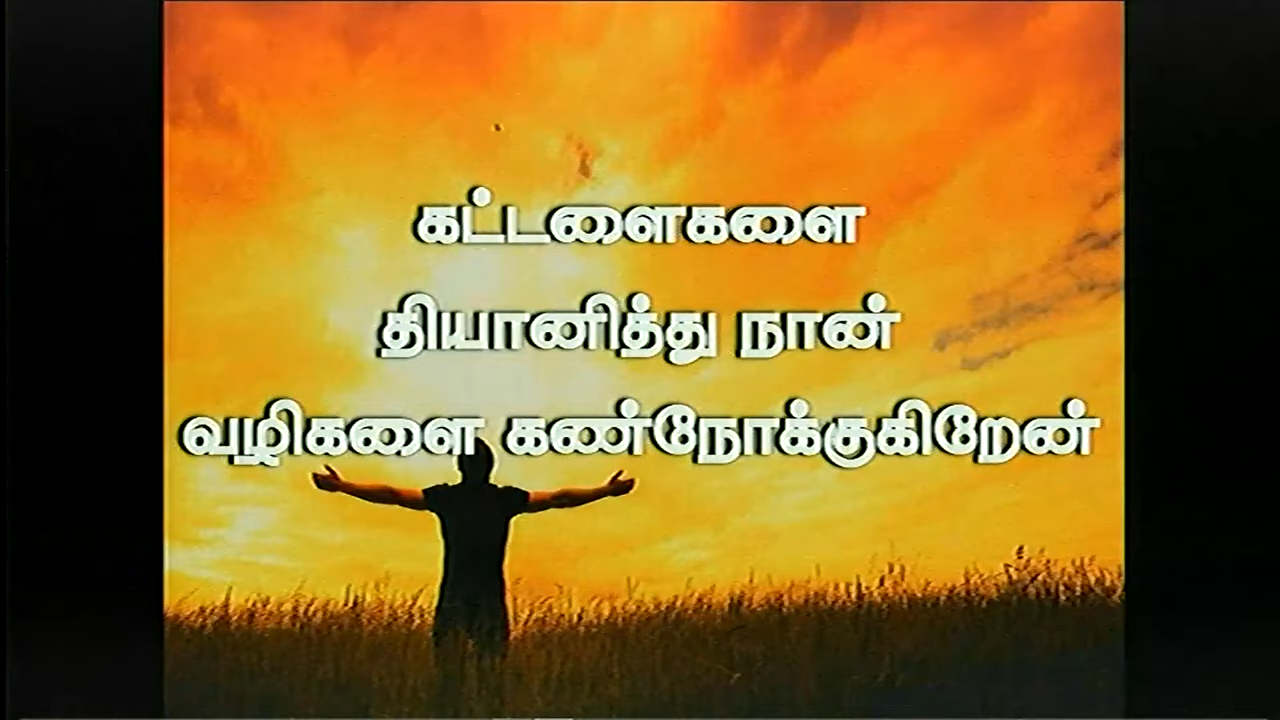 கட்டளைகளை
தியானித்து நான்
வழிகளை கண்நோக்குகிறேன்